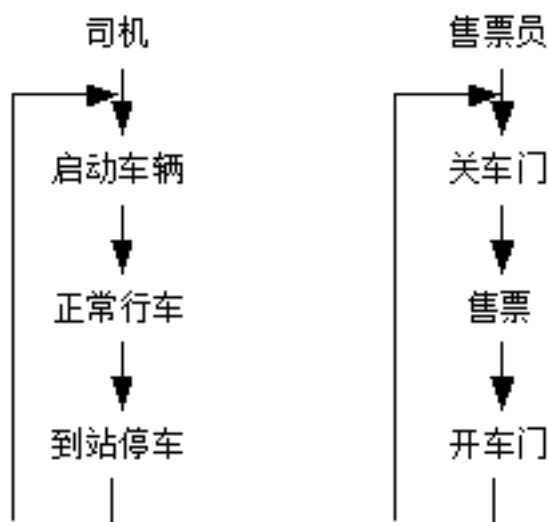 司机
启动车辆
正常行车
到站停车
售票员
关车门
售票
开车门